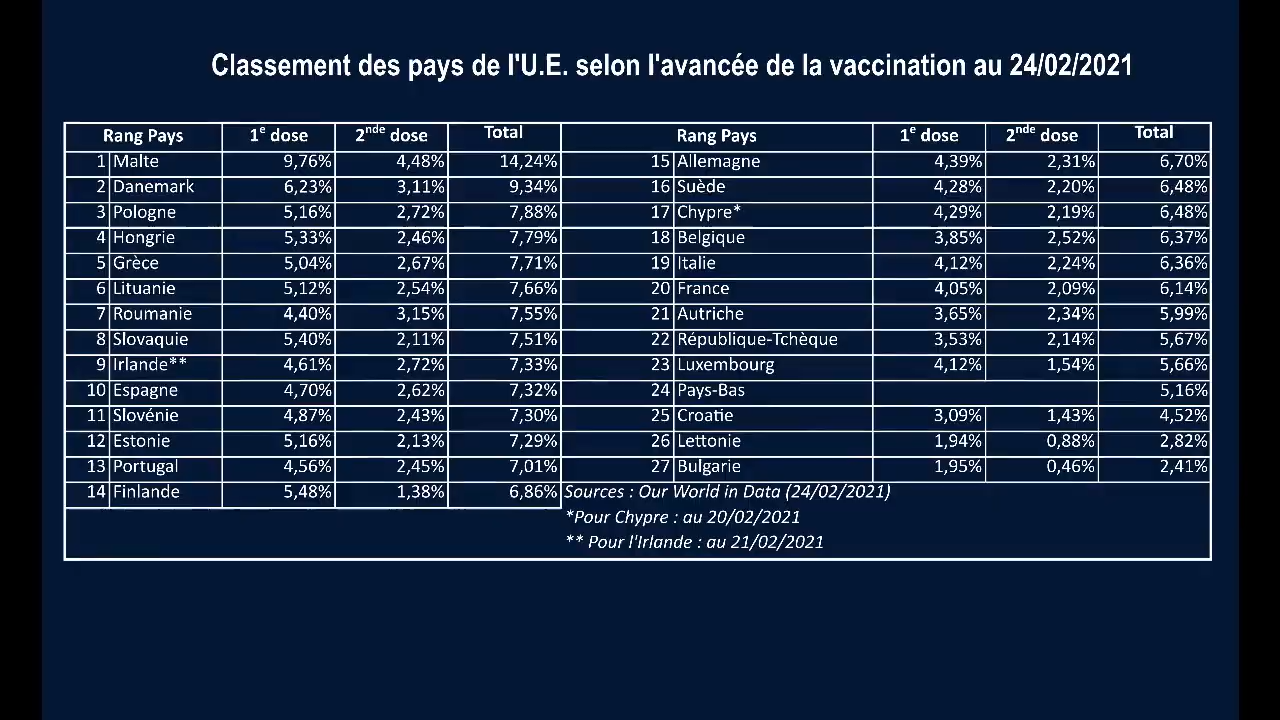 Classement des pays de l'U.E. selon l'avancée de la vaccination au 24/02/2021
Rang Pays 1e dose 2nde dose Total Rang Pays 1e dose 2nde dose Total
1 Malte 9,76% 4,48% 14,24% 15 Allemagne 4,39% 2,31% 6,70%
2 Danemark 6,23% 3,11% 9,34% 16 Suède 4,28% 2,20% 6,48%
3 Pologne 5,16% 2,72% 7,88% 17 Chypre* 4,29% 2,19% 6,48%
4 Hongrie 5,33% 2,46% 7,79% 18 Belgique 3,85% 2,52% 6,37%
5 Grèce 5,04% 2,67% 7,71% 19 Italie 4,12% 2,24% 6,36%
6 Lituanie 5,12% 2,54% 7,66% 20 France 4,05% 2,09% 6,14%
7 Roumanie 4,40% 3,15% 7,55% 21 Autriche 3,65% 2,34% 5,99%
8 Slovaquie 5,40% 2,11% 7,51% 22 République-Tchèque 3,53% 2,14% 5,67%
9 Irlande** 4,61% 2,72% 7,33% 23 Luxembourg 4,12% 1,54% 5,66%
10 Espagne 4,70% 2,62% 7,32% 24 Pays-Bas 5,16%
11 Slovénie 4,87% 2,43% 7,30% 25 Croatie 3,09% 1,43% 4,52%
12 Estonie 5,16% 2,13% 7,29% 26 Lettonie 1,94% 0,88% 2,82%
13 Portugal 4,56% 2,45% 7,01% 27 Bulgarie 1,95% 0,46% 2,41%
14 Finlande 5,48% 1,38% 6,86% Sources : Our World in Data (24/02/2021)
*Pour Chypre : au 20/02/2021
** Pour l'Irlande : au 21/02/2021